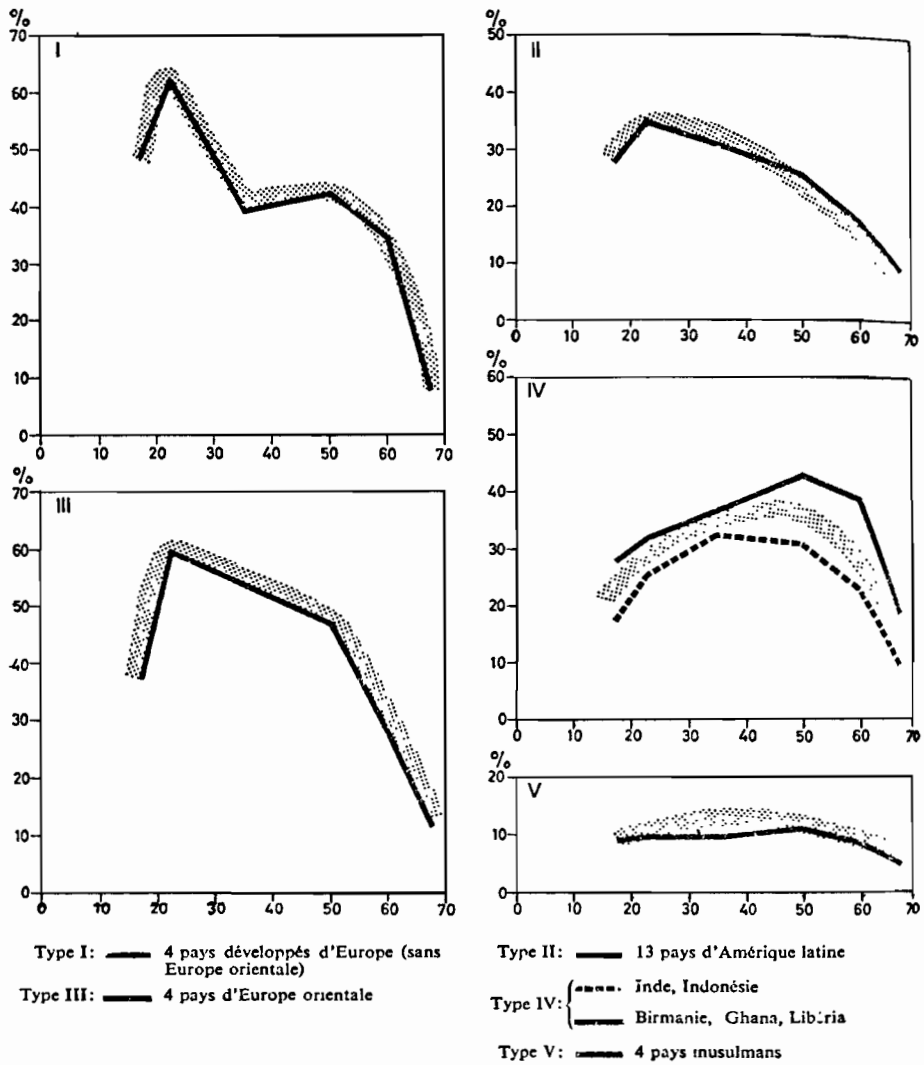 %
70
I
60
50
40
30
20
10
0
0 10 20 30 40 50 60 70
%
50
II
40
30
20
10
0
0 10 20 30 40 50 60 70
%
70
III
60
50
40
30
20
10
0
0 10 20 30 40 50 60 70
%
60
IV
50
40
30
20
10
0
0 10 20 30 40 50 60 70
%
20
V
10
0
0 10 20 30 40 50 60 70
Type I: 4 pays développés d'Europe (sans
Europe orientale)
Type III: 4 pays d'Europe orientale
Type II: 13 pays d'Amérique latine
Type IV: Inde, Indonésie
Birmanie, Ghana, Libéria
Type V: 4 pays musulmans